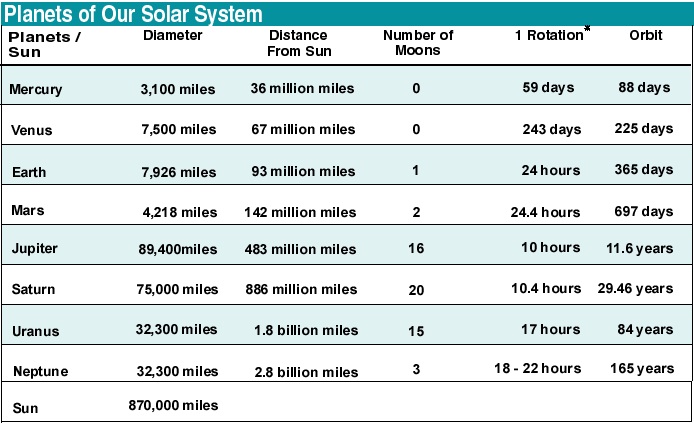 Planets of Our Solar System
Planets / Sun Diameter Distance From Sun Number of Moons 1 Rotation* Orbit
Mercury 3,100 miles 36 million miles 0 59 days 88 days
Venus 7,500 miles 67 million miles 0 243 days 225 days
Earth 7,926 miles 93 million miles 1 24 hours 365 days
Mars 4,218 miles 142 million miles 2 24.4 hours 697 days
Jupiter 89,400miles 483 million miles 16 10 hours 11.6 years
Saturn 75,000 miles 886 million miles 20 10.4 hours 29.46 years
Uranus 32,300 miles 1.8 billion miles 15 17 hours 84 years
Neptune 32,300 miles 2.8 billion miles 3 18 - 22 hours 165 years
Sun 870,000 miles